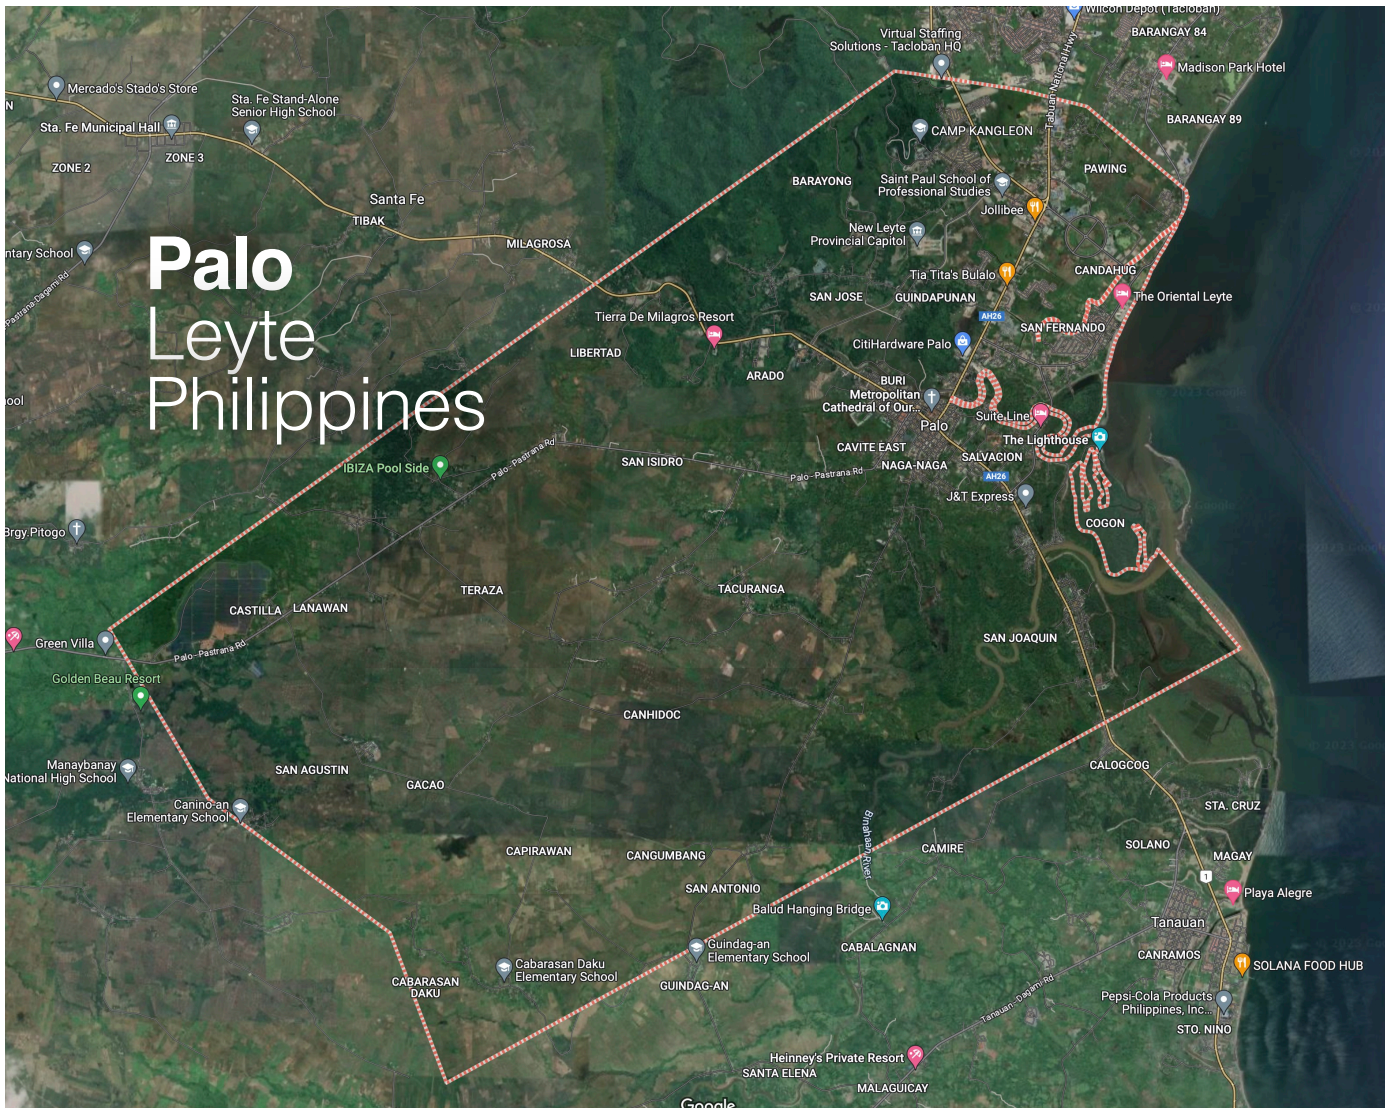 Wilcon Depot (Tacloban)
BARANGAY 84
Virtual Staffing
Solutions - Tacloban HQ
Madison Park Hotel
Mercado's Stado's Store
Tabuan National Hwy
Sta. Fe Stand-Alone
Senior High School
N
Sta. Fe Municipal Hall
BARANGAY 89
CAMP KANGLEON
ZONE 3
ZONE 2
PAWING
BARAYONG
Saint Paul School of
Professional Studies
Santa Fe
Jollibee
TIBAK
New Leyte
Provincial Capitol
MILAGROSA
ntary School
Palo
Leyte
Philippines
Pastrana-Dagami Rd
CANDAHUG
Tia Tita's Bulalo
SAN JOSE
GUINDAPUNAN
The Oriental Leyte
Tierra De Milagros Resort
AH26
SAN FERNANDO
CitiHardware Palo
LIBERTAD
ARADO
BURI
Metropolitan
Cathedral of Our...
ool
Suite Line
Palo
The Lighthouse
CAVITE EAST
SALVACION
Palo-Pastrana Rd
SAN ISIDRO
NAGA-NAGA
IBIZA Pool Side
Palo-Pastrana Rd
AH26
J&T Express
COGON
Brgy.Pitogo
TERAZA
TACURANGA
CASTILLA
LANAWAN
SAN JOAQUIN
Green Villa
Palo-Pastrana Rd
Golden Beau Resort
CANHIDOC
Manaybanay
National High School
SAN AGUSTIN
CALOGCOG
GACAO
Canino-an
Elementary School
STA. CRUZ
Binahaan River
CAPIRAWAN
CANGUMBANG
CAMIRE
SOLANO
MAGAY
1
SAN ANTONIO
Playa Alegre
Balud Hanging Bridge
Tanauan
Guindag-an
Elementary School
CABALAGNAN
CANRAMOS
Cabarasan Daku
Elementary School
SOLANA FOOD HUB
CABARASAN
DAKU
GUINDAG-AN
Tanauan-Dagami Rd
Pepsi-Cola Products
Philippines, Inc...
STO. NINO
Heinney's Private Resort
SANTA ELENA
MALAGUICAY
Google